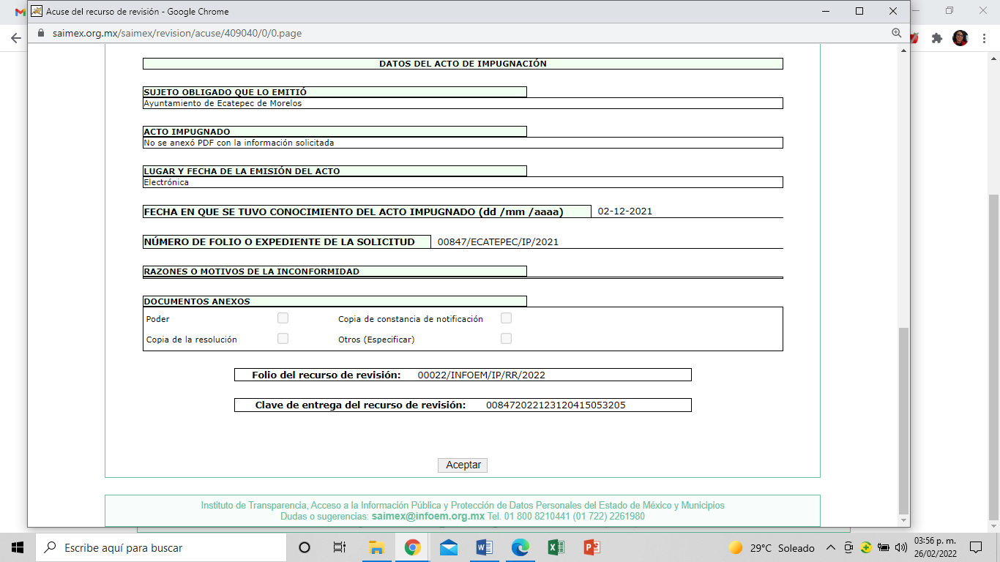 Acuse del recurso de revisión - Google Chrome
saimex.org.mx/saimex/revision/acuse/409040/0/0.page
DATOS DEL ACTO DE IMPUGNACIÓN
SUJETO OBLIGADO QUE LO EMITIÓ
Ayuntamiento de Ecatepec de Morelos
ACTO IMPUGNADO
No se anexó PDF con la información solicitada
LUGAR Y FECHA DE LA EMISIÓN DEL ACTO
Electrónica
FECHA EN QUE SE TUVO CONOCIMIENTO DEL ACTO IMPUGNADO (dd /mm /aaaa) 02-12-2021
NÚMERO DE FOLIO O EXPEDIENTE DE LA SOLICITUD 00847/ECATEPEC/IP/2021
RAZONES O MOTIVOS DE LA INCONFORMIDAD
DOCUMENTOS ANEXOS
Poder Copia de constancia de notificación
Copia de la resolución Otros (Especificar)
Folio del recurso de revisión: 00022/INFOEM/IP/RR/2022
Clave de entrega del recurso de revisión: 008472022123120415053205
Aceptar
Instituto de Transparencia, Acceso a la Información Pública y Protección de Datos Personales del Estado de México y Municipios
Dudas o sugerencias: saimex@infoem.org.mx Tel. 01 800 8210441 (01 722) 2261980
Escribe aquí para buscar
29°C Soleado
03:56 p. m.
26/02/2022